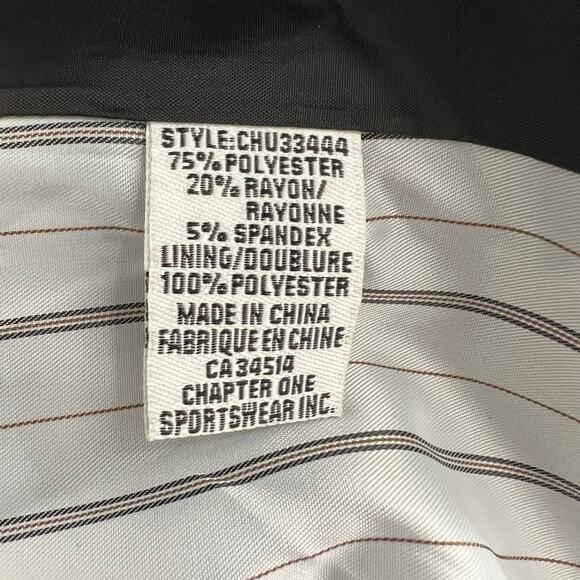 STYLE:CHU33444
75% POLYESTER
20% RAYON/
RAYONNE
5% SPANDEX
LINING/DOUBLURE
100% POLYESTER
MADE IN CHINA
FABRIQUE EN CHINE
CA 34514
CHAPTER ONE
SPORTSWEAR INC.